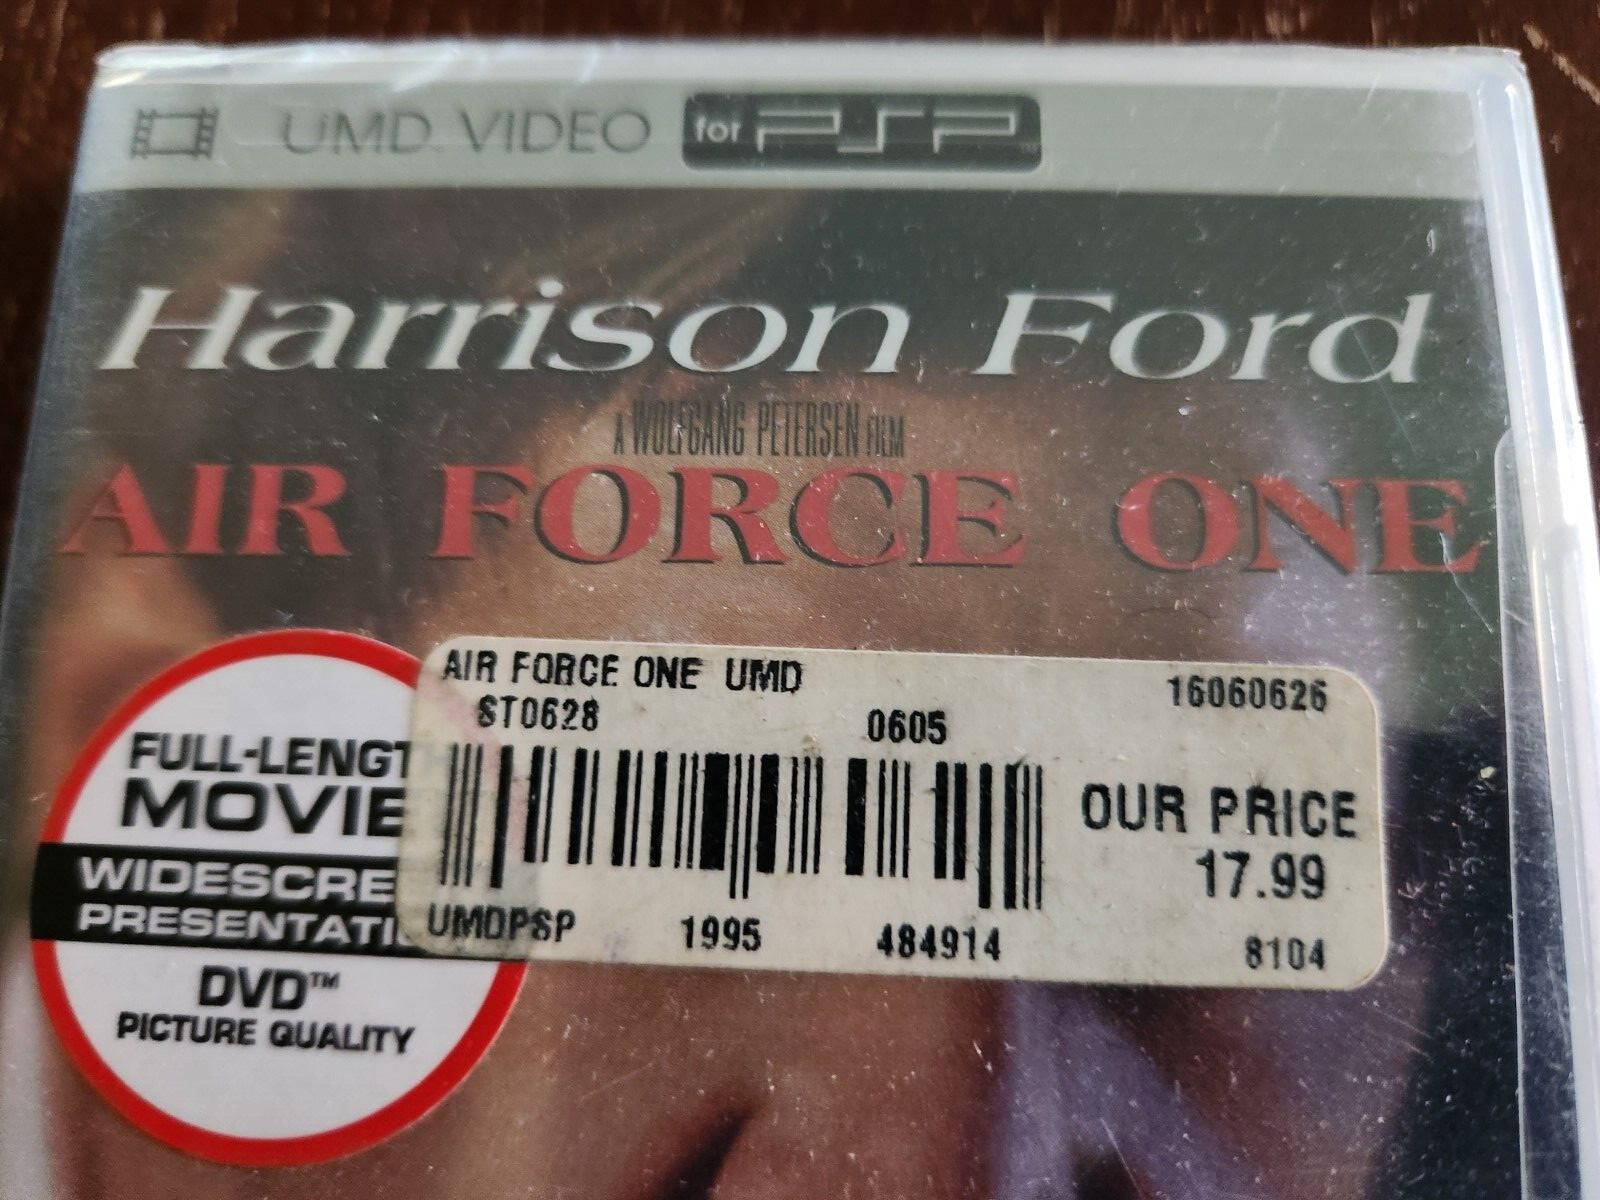 UMD VIDEO for PSP
Harrison Ford
A WOLFGANG PETERSEN FILM
AIR FORCE ONE
AIR FORCE ONE UMD 16060626
ST0628 0605
OUR PRICE
17.99
UMDPSP 1995 484914 8104
FULL-LENGT
MOVIE
WIDESCRE
PRESENTATI
DVD™
PICTURE QUALITY